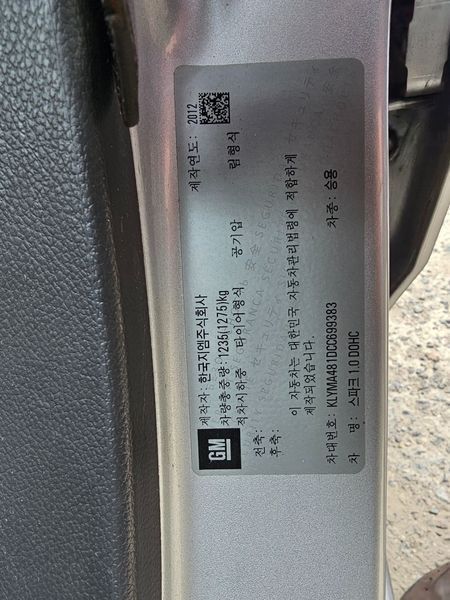 GM
제작자: 한국지엠주식회사
제작연도: 2012
차량총중량: 1235(1275)kg
적차시하중 타이어형식 공기압 림형식
전축:
후축:
이 자동차는 대한민국 자동차관리법령에 적합하게
제작되었습니다.
차대번호: KLYMA481DCC699383
차종: 승용
차 명: 스파크 1.0 DOHC